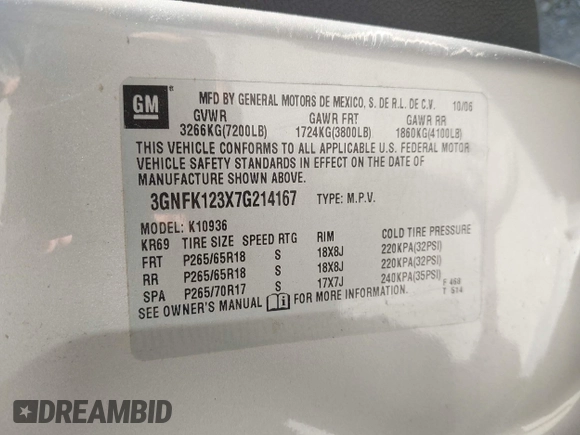 GM ® MFD BY GENERAL MOTORS DE MEXICO, S. DE R.L. DE C.V. 10/06
GVWR GAWR FRT GAWR RR
3266KG(7200LB) 1724KG(3800LB) 1860KG(4100LB)
THIS VEHICLE CONFORMS TO ALL APPLICABLE U.S. FEDERAL MOTOR
VEHICLE SAFETY STANDARDS IN EFFECT ON THE DATE OF
MANUFACTURE SHOWN ABOVE.
3GNFK123X7G214167 TYPE: M.P.V.
MODEL: K10936
KR69 TIRE SIZE SPEED RTG RIM COLD TIRE PRESSURE
FRT P265/65R18 S 18X8J 220KPA(32PSI)
RR P265/65R18 S 18X8J 220KPA(32PSI)
SPA P265/70R17 S 17X7J 240KPA(35PSI) F 468
SEE OWNER'S MANUAL FOR MORE INFORMATION. T 514
DREAMBID